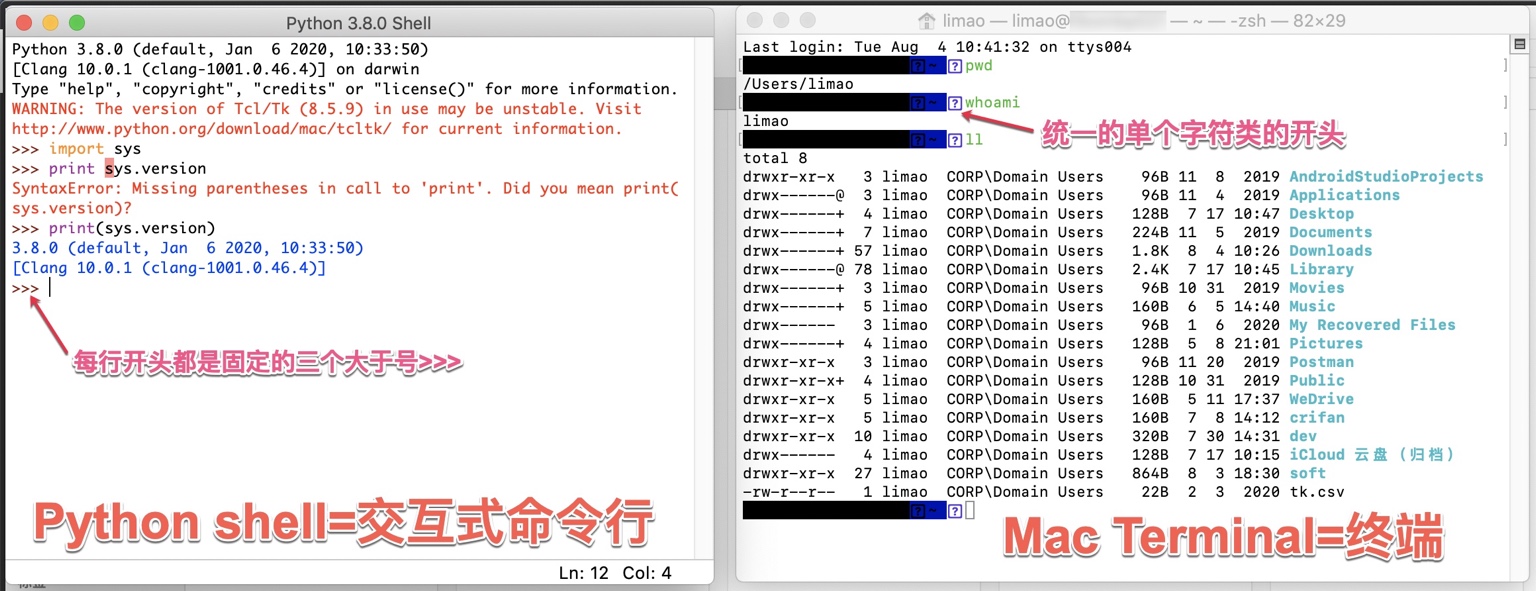 Python 3.8.0 Shell
Python 3.8.0 (default, Jan  6 2020, 10:33:50)
[Clang 10.0.1 (clang-1001.0.46.4)] on darwin
Type "help", "copyright", "credits" or "license()" for more information.
WARNING: The version of Tcl/Tk (8.5.9) in use may be unstable. Visit
http://www.python.org/download/mac/tcltk/ for current information.
>>> import sys
>>> print sys.version
SyntaxError: Missing parentheses in call to 'print'. Did you mean print(
sys.version)?
>>> print(sys.version)
3.8.0 (default, Jan  6 2020, 10:33:50)
[Clang 10.0.1 (clang-1001.0.46.4)]
>>>
每行开头都是固定的三个大于号>>>
Python shell=交互式命令行
Ln: 12  Col: 4
limao — limao@ — ~ — -zsh — 82×29
Last login: Tue Aug  4 10:41:32 on ttys004
[ ? ~ ? pwd ]
/Users/limao
[ ? ~ ? whoami ]
limao
统一的单个字符类的开头
[ ? ~ ? ll ]
total 8
drwxr-xr-x   3 limao  CORP\Domain Users    96B 11  8  2019 AndroidStudioProjects
drwx------@  3 limao  CORP\Domain Users    96B 11  4  2019 Applications
drwx------+  4 limao  CORP\Domain Users   128B  7 17 10:47 Desktop
drwx------+  7 limao  CORP\Domain Users   224B 11  5  2019 Documents
drwx------+ 57 limao  CORP\Domain Users   1.8K  8  4 10:26 Downloads
drwx------@ 78 limao  CORP\Domain Users   2.4K  7 17 10:45 Library
drwx------+  3 limao  CORP\Domain Users    96B 10 31  2019 Movies
drwx------+  5 limao  CORP\Domain Users   160B  6  5 14:40 Music
drwx------   3 limao  CORP\Domain Users    96B  1  6  2020 My Recovered Files
drwx------+  4 limao  CORP\Domain Users   128B  5  8 21:01 Pictures
drwxr-xr-x   3 limao  CORP\Domain Users    96B 11 20  2019 Postman
drwxr-xr-x+  4 limao  CORP\Domain Users   128B 10 31  2019 Public
drwxr-xr-x   5 limao  CORP\Domain Users   160B  5 11 17:37 WeDrive
drwxr-xr-x   5 limao  CORP\Domain Users   160B  7  8 14:12 crifan
drwxr-xr-x  10 limao  CORP\Domain Users   320B  7 30 14:31 dev
drwx------   4 limao  CORP\Domain Users   128B  7 17 10:15 iCloud 云盘（归档）
drwxr-xr-x  27 limao  CORP\Domain Users   864B  8  3 18:30 soft
-rw-r--r--   1 limao  CORP\Domain Users    22B  2  3  2020 tk.csv
? ~ ?
Mac Terminal=终端